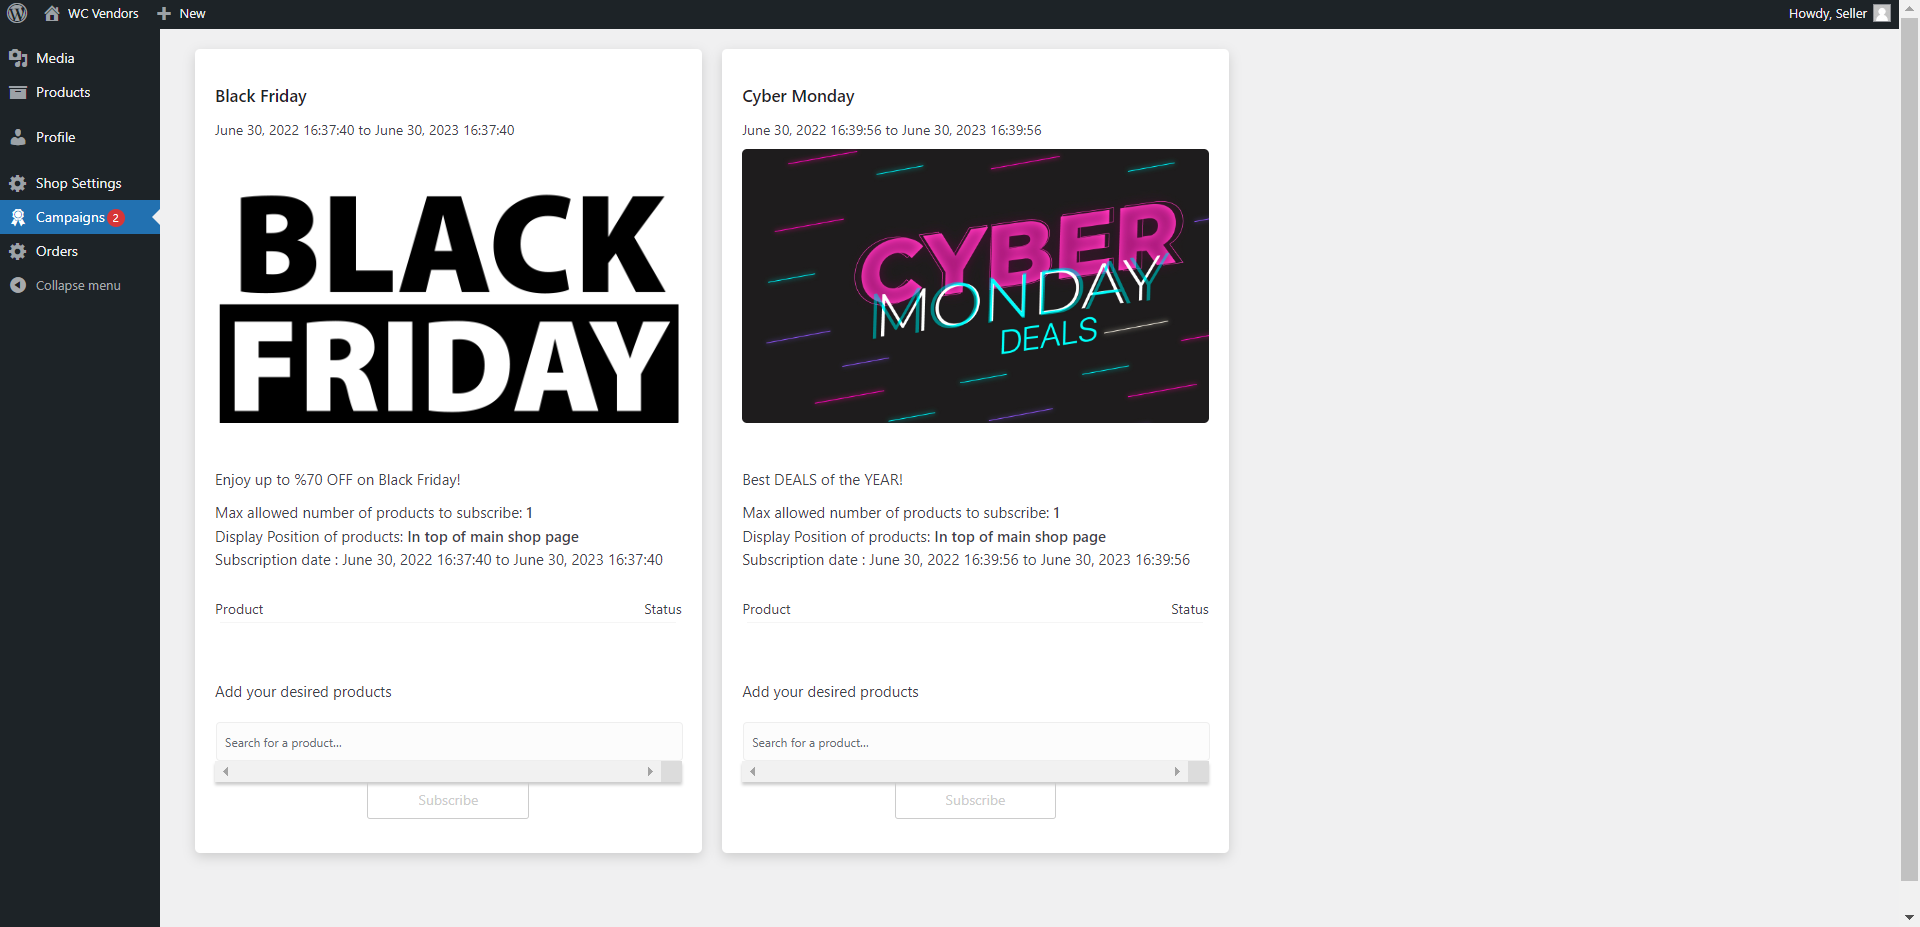 WC Vendors
New
Howdy, Seller
Media
Products
Profile
Shop Settings
Campaigns 2
Orders
Collapse menu
Black Friday
June 30, 2022 16:37:40 to June 30, 2023 16:37:40
BLACK
FRIDAY
Enjoy up to %70 OFF on Black Friday!
Max allowed number of products to subscribe: 1
Display Position of products: In top of main shop page
Subscription date : June 30, 2022 16:37:40 to June 30, 2023 16:37:40
Product Status
Add your desired products
Search for a product...
Subscribe
Cyber Monday
June 30, 2022 16:39:56 to June 30, 2023 16:39:56
CYBER
MONDAY
DEALS
Best DEALS of the YEAR!
Max allowed number of products to subscribe: 1
Display Position of products: In top of main shop page
Subscription date : June 30, 2022 16:39:56 to June 30, 2023 16:39:56
Product Status
Add your desired products
Search for a product...
Subscribe